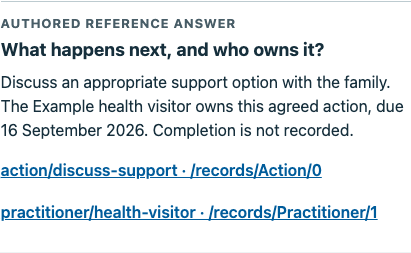 AUTHORED REFERENCE ANSWER
What happens next, and who owns it?
Discuss an appropriate support option with the family.
The Example health visitor owns this agreed action, due
16 September 2026. Completion is not recorded.
action/discuss-support · /records/Action/0
practitioner/health-visitor · /records/Practitioner/1